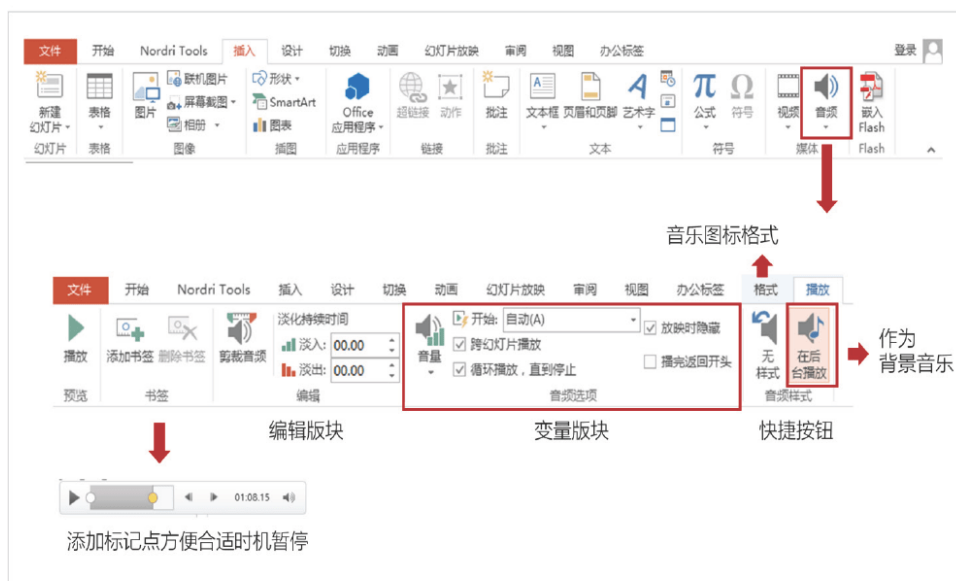 文件 开始 Nordri Tools 插入 设计 切换 动画 幻灯片放映 审阅 视图 办公标签 登录
联机图片 形状
屏幕截图 SmartArt
相册 图表
新建 表格 图片 Office 超链接 动作 批注 文本框 页眉和页脚 艺术字 公式 符号 视频 音频 嵌入
幻灯片 应用程序 Flash
幻灯片 表格 图像 插图 应用程序 链接 批注 文本 符号 媒体 Flash
音乐图标格式
文件 开始 Nordri Tools 插入 设计 切换 动画 幻灯片放映 审阅 视图 办公标签 格式 播放
淡化持续时间 开始: 自动(A) 放映时隐藏
淡入: 00.00 跨幻灯片播放
播放 添加书签 删除书签 剪裁音频 音量 无 在后
淡出: 00.00 循环播放，直到停止 播完返回开头 样式 台播放
预览 书签 编辑 音频选项 音频样式
作为
背景音乐
编辑版块 变量版块 快捷按钮
01:08.15
添加标记点方便合适时机暂停